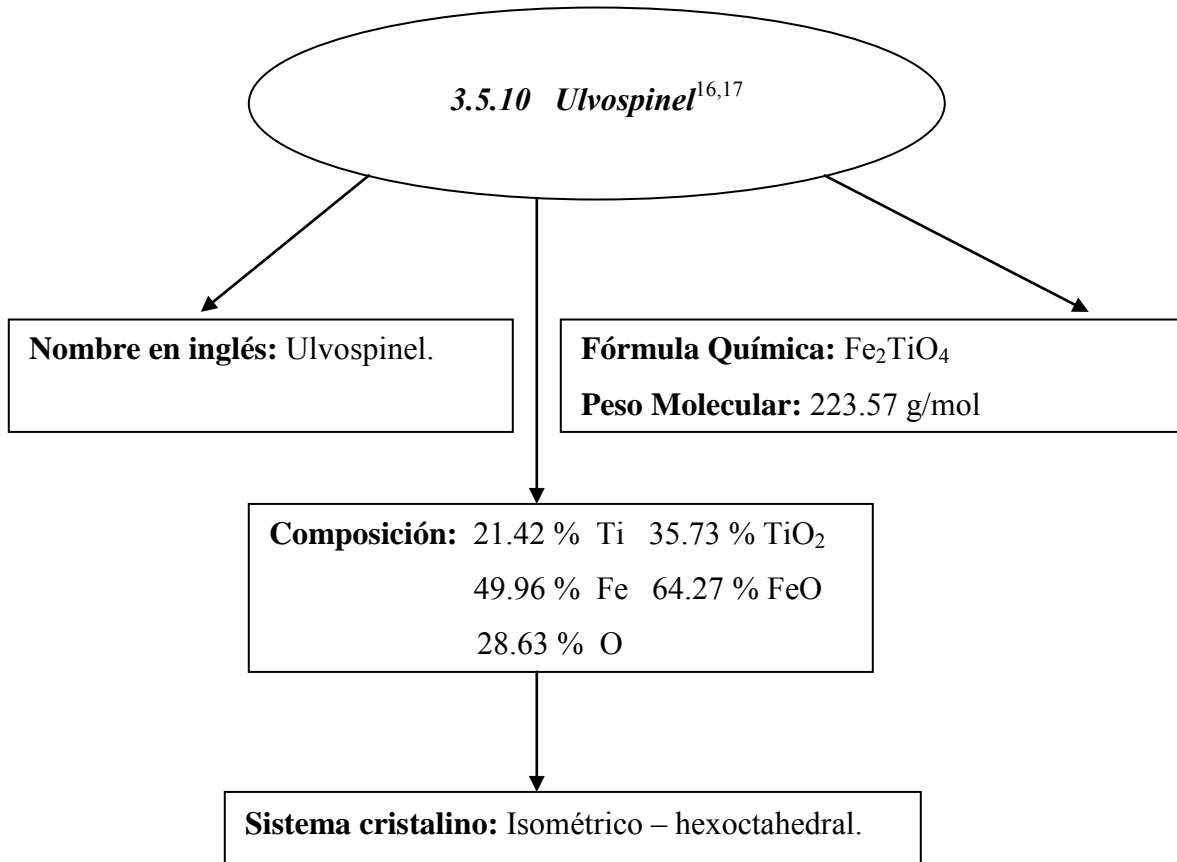 3.5.10 Ulvospinel16,17
Nombre en inglés: Ulvospinel.
Fórmula Química: Fe2TiO4
Peso Molecular: 223.57 g/mol
Composición: 21.42 % Ti 35.73 % TiO2
49.96 % Fe 64.27 % FeO
28.63 % O
Sistema cristalino: Isométrico – hexoctahedral.